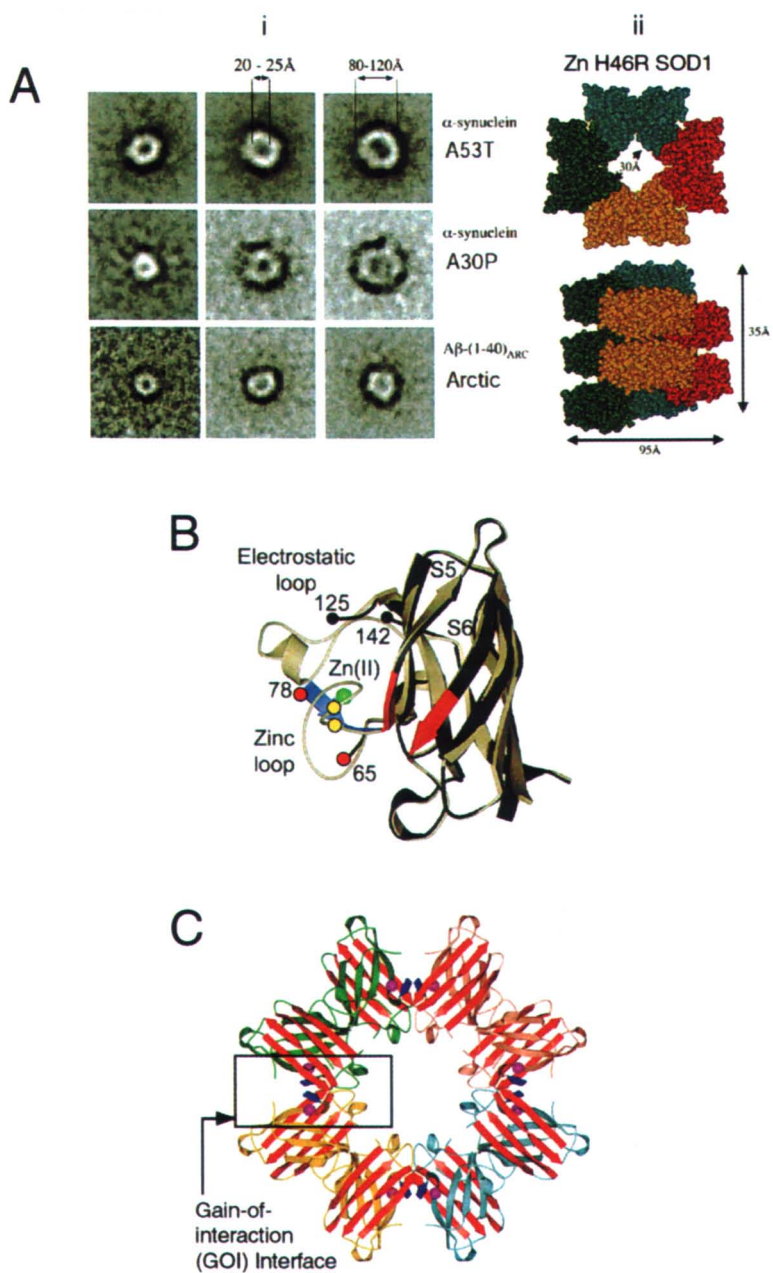 i
ii
A
20 - 25Å
80-120Å
Zn H46R SOD1
α-synuclein
A53T
30Å
α-synuclein
A30P
35Å
Aβ-(1-40)ARC
Arctic
95Å
B
Electrostatic
loop
S5
125
142
S6
Zn(II)
78
Zinc
loop
65
C
Gain-of-
interaction
(GOI) Interface